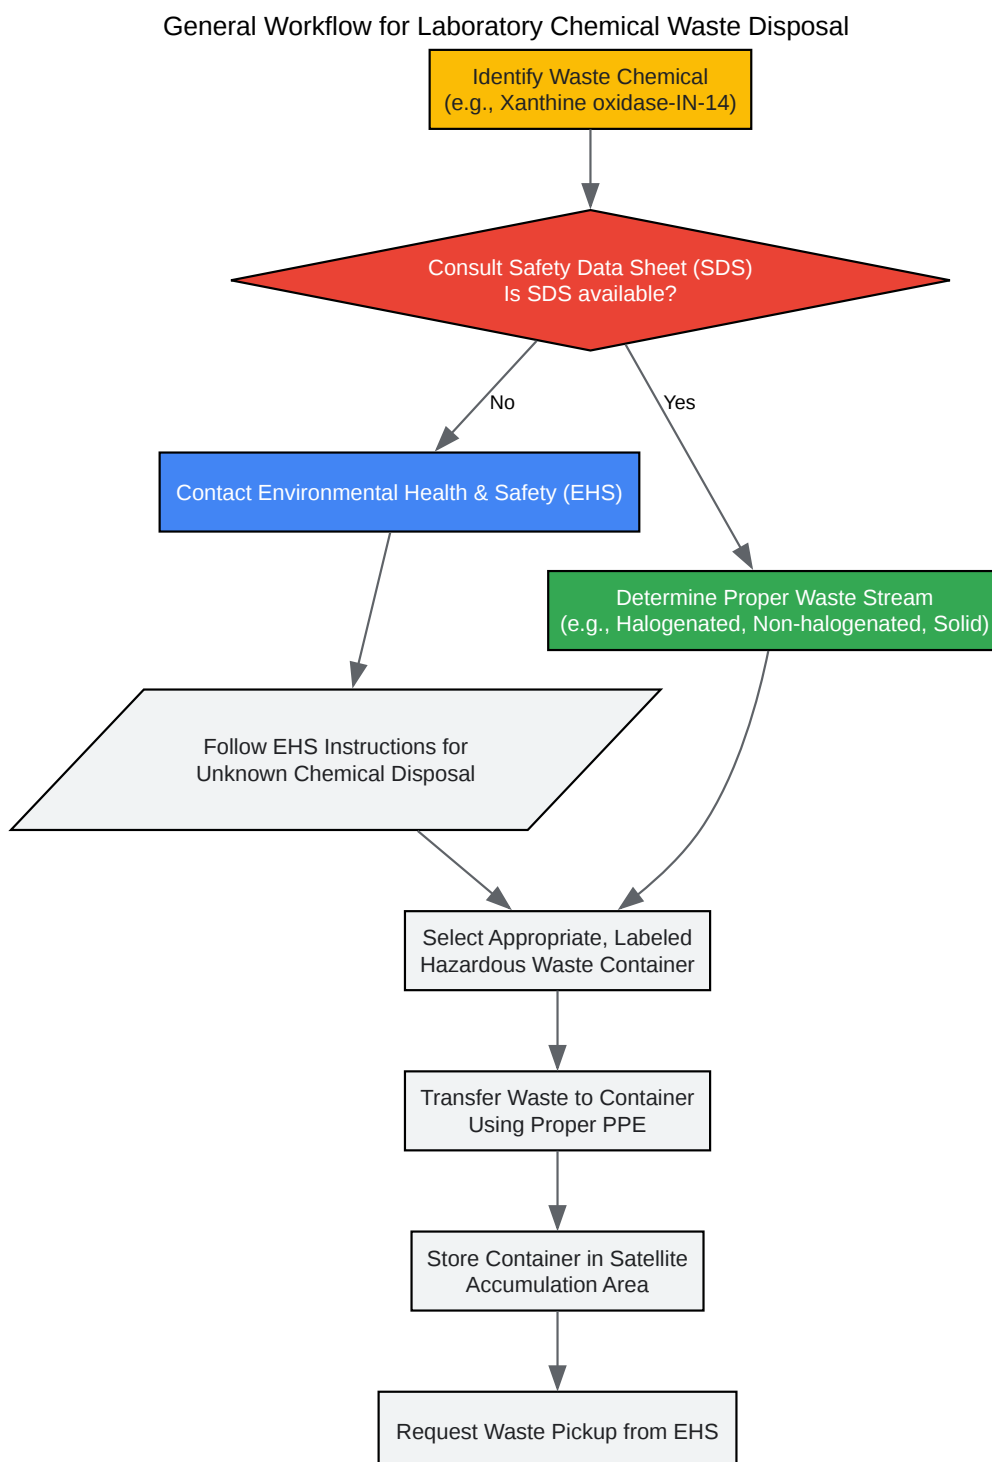 General Workflow for Laboratory Chemical Waste Disposal
Identify Waste Chemical
(e.g., Xanthine oxidase-IN-14)
Consult Safety Data Sheet (SDS)
Is SDS available?
No
Yes
Contact Environmental Health & Safety (EHS)
Determine Proper Waste Stream
(e.g., Halogenated, Non-halogenated, Solid)
Follow EHS Instructions for
Unknown Chemical Disposal
Select Appropriate, Labeled
Hazardous Waste Container
Transfer Waste to Container
Using Proper PPE
Store Container in Satellite
Accumulation Area
Request Waste Pickup from EHS